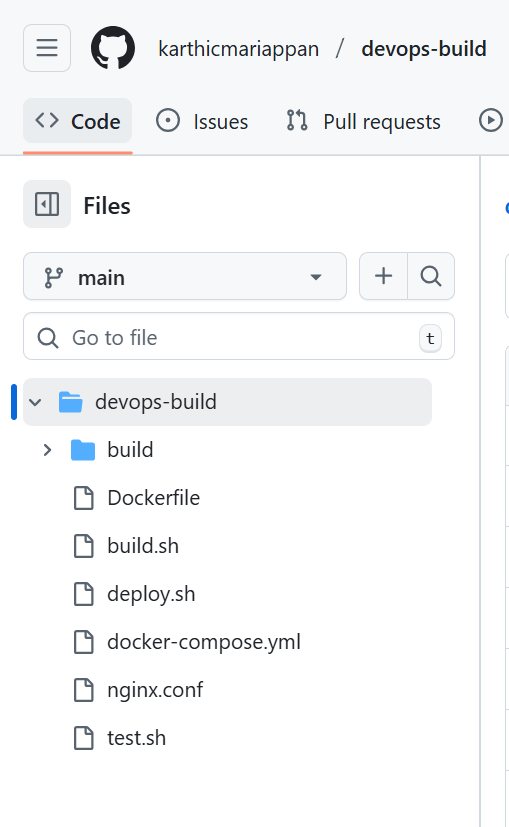 karthicmariappan / devops-build
Code Issues Pull requests
Files
main
Go to file t
devops-build
build
Dockerfile
build.sh
deploy.sh
docker-compose.yml
nginx.conf
test.sh